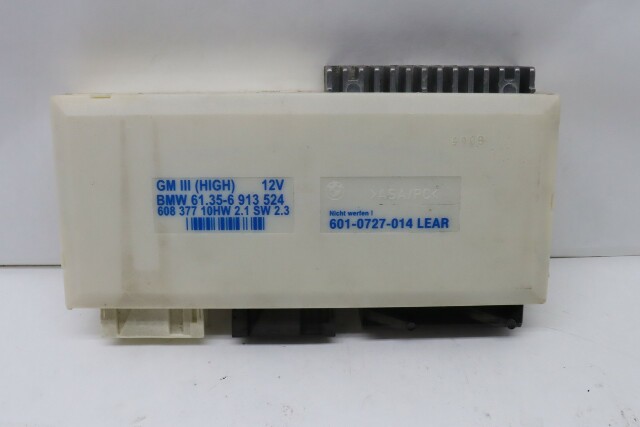 GM III (HIGH) 12V
BMW 61.35-6 913 524
608 377 10HW 2.1 SW 2.3
Nicht werfen !
601-0727-014 LEAR